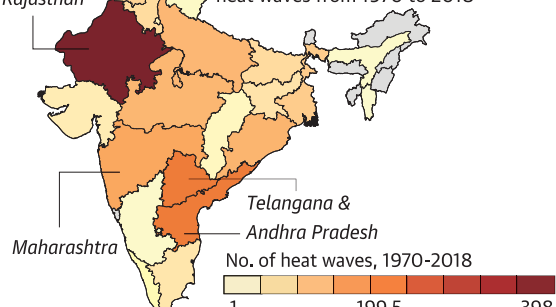 Rajasthan
heat waves from 1970 to 2018
Telangana &
Andhra Pradesh
Maharashtra
No. of heat waves, 1970-2018
1 199.5 398